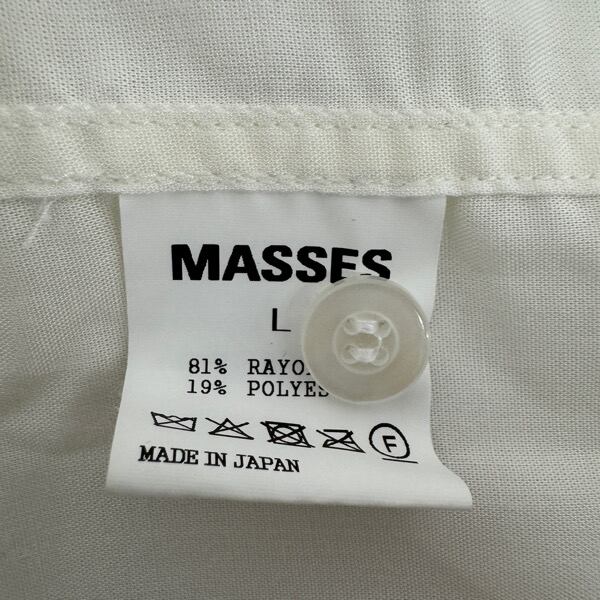 MASSES
L
81% RAYO
19% POLYES
F
MADE IN JAPAN